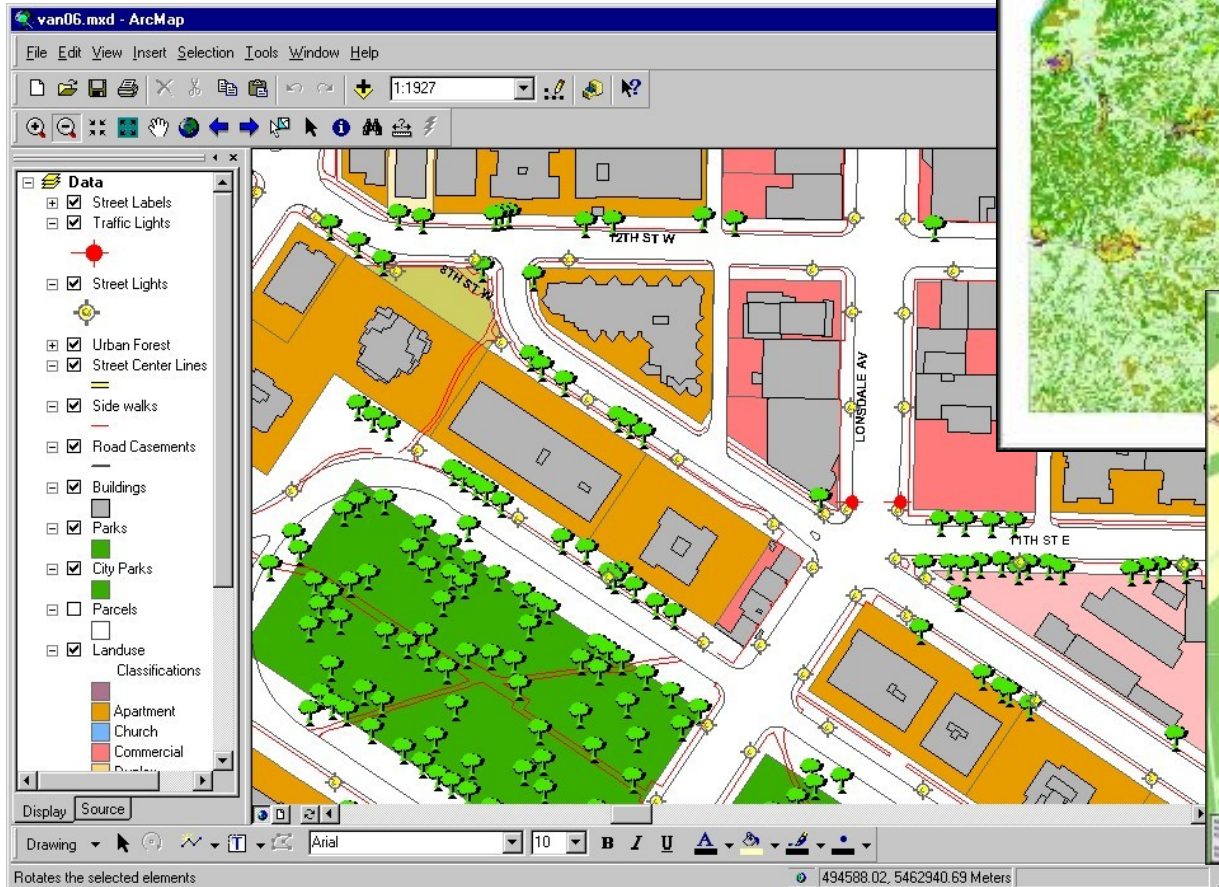 van06.mxd - ArcMap
File Edit View Insert Selection Tools Window Help
1:1927
Data
Street Labels
Traffic Lights
Street Lights
Urban Forest
Street Center Lines
Side walks
Road Casements
Buildings
Parks
City Parks
Parcels
Landuse
Classifications
Apartment
Church
Commercial
Display Source
12TH ST W
8TH ST W
LONSDALE AV
11TH ST E
Drawing Arial 10 B I U A
Rotates the selected elements
494588.02, 5462940.69 Meters